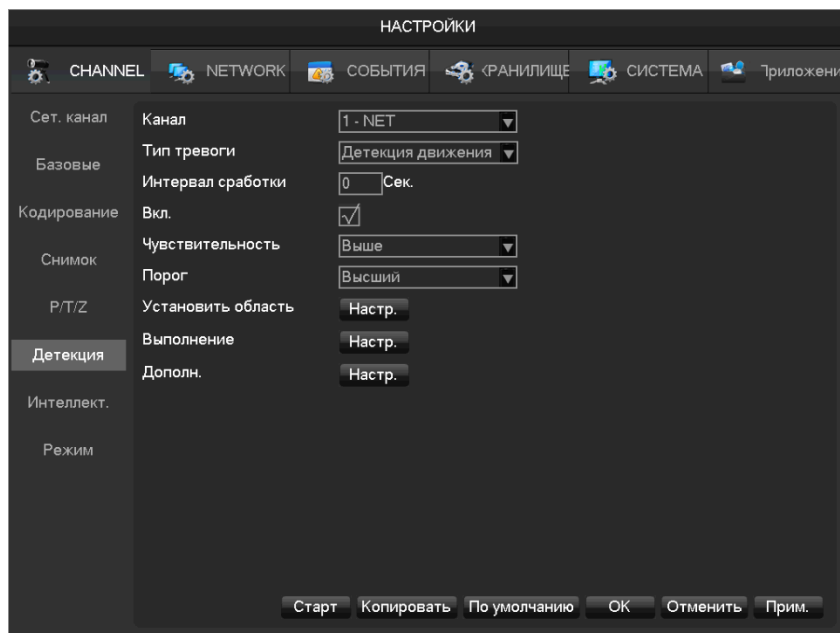 НАСТРОЙКИ
CHANNEL NETWORK СОБЫТИЯ ХРАНИЛИЩЕ СИСТЕМА Приложени
Сет. канал
Базовые
Кодирование
Снимок
P/T/Z
Детекция
Интеллект.
Режим
Канал 1 - NET
Тип тревоги Детекция движения
Интервал сработки 0 Сек.
Вкл.
Чувствительность Выше
Порог Высший
Установить область Настр.
Выполнение Настр.
Дополн. Настр.
Старт Копировать По умолчанию OK Отменить Прим.